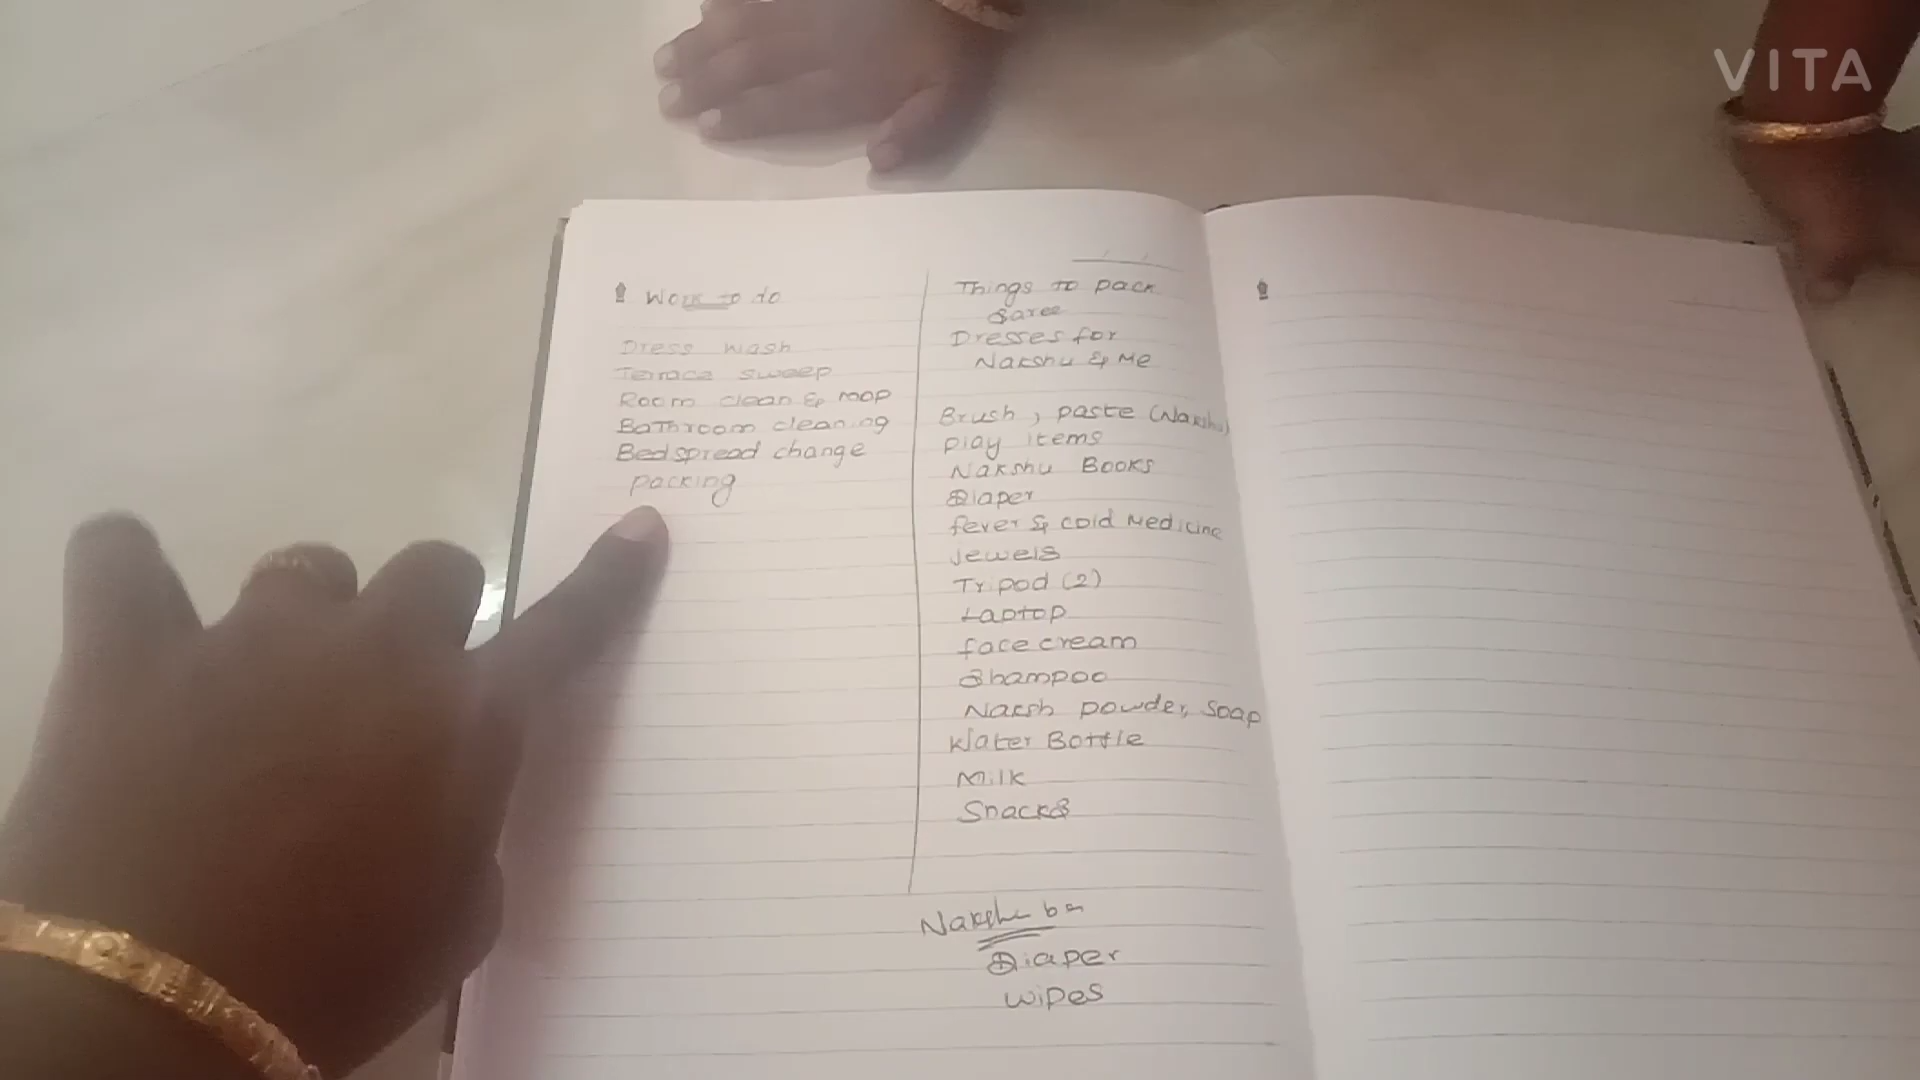 VITA
Work to do
Dress wash
Terrace sweep
Room clean & mop
Bathroom cleaning
Bedspread change
packing
Things to pack
Saree
Dresses for
Nakshu & Me
Brush, paste (Nakshu)
play items
Nakshu Books
Diaper
fever & cold Medicine
Jewels
Tripod (2)
Laptop
face cream
Shampoo
Naksh powder, soap
Water Bottle
Milk
Snacks
Nakshu
Diaper
wipes